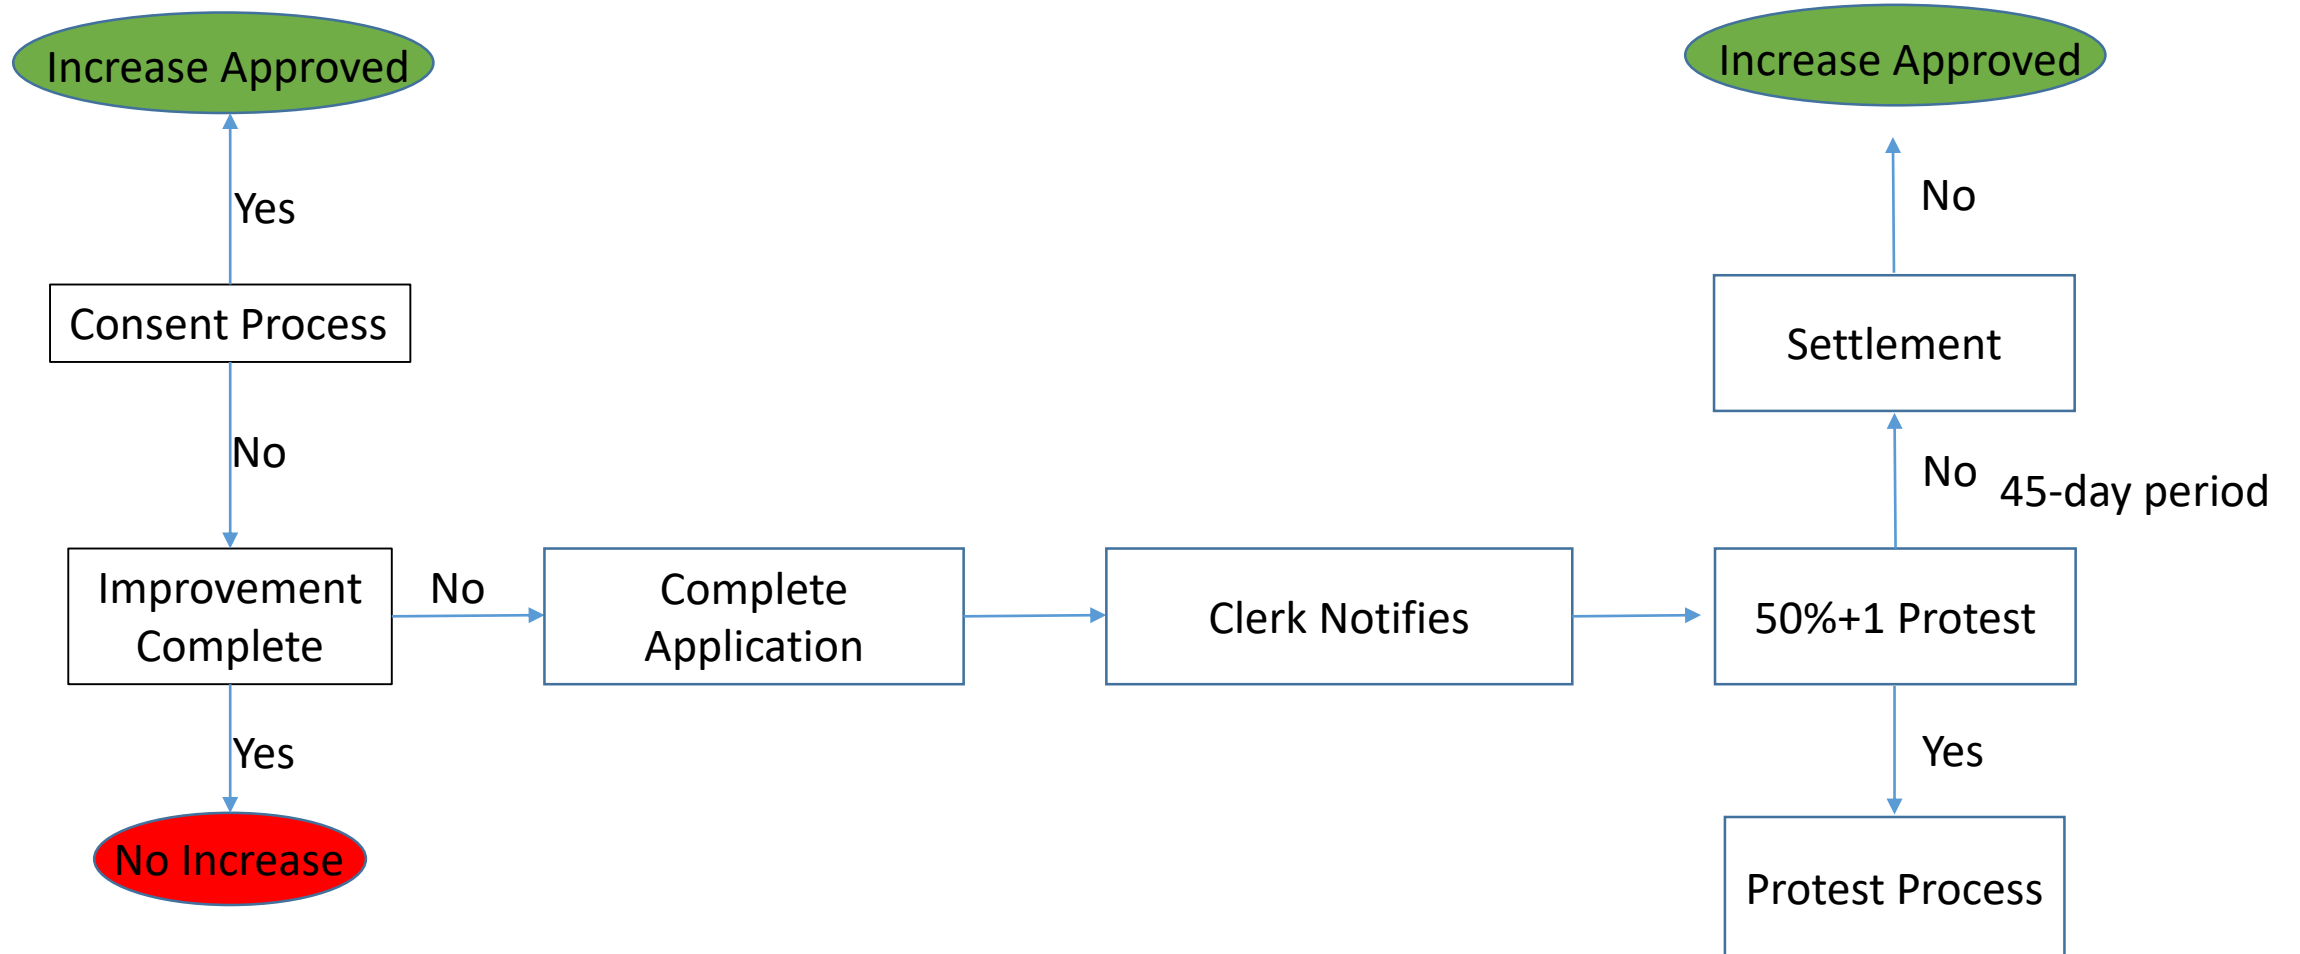 Increase Approved
Increase Approved
Yes
No
Consent Process
Settlement
No
No
45-day period
Improvement
Complete
No
Complete
Application
Clerk Notifies
50%+1 Protest
Yes
Yes
No Increase
Protest Process